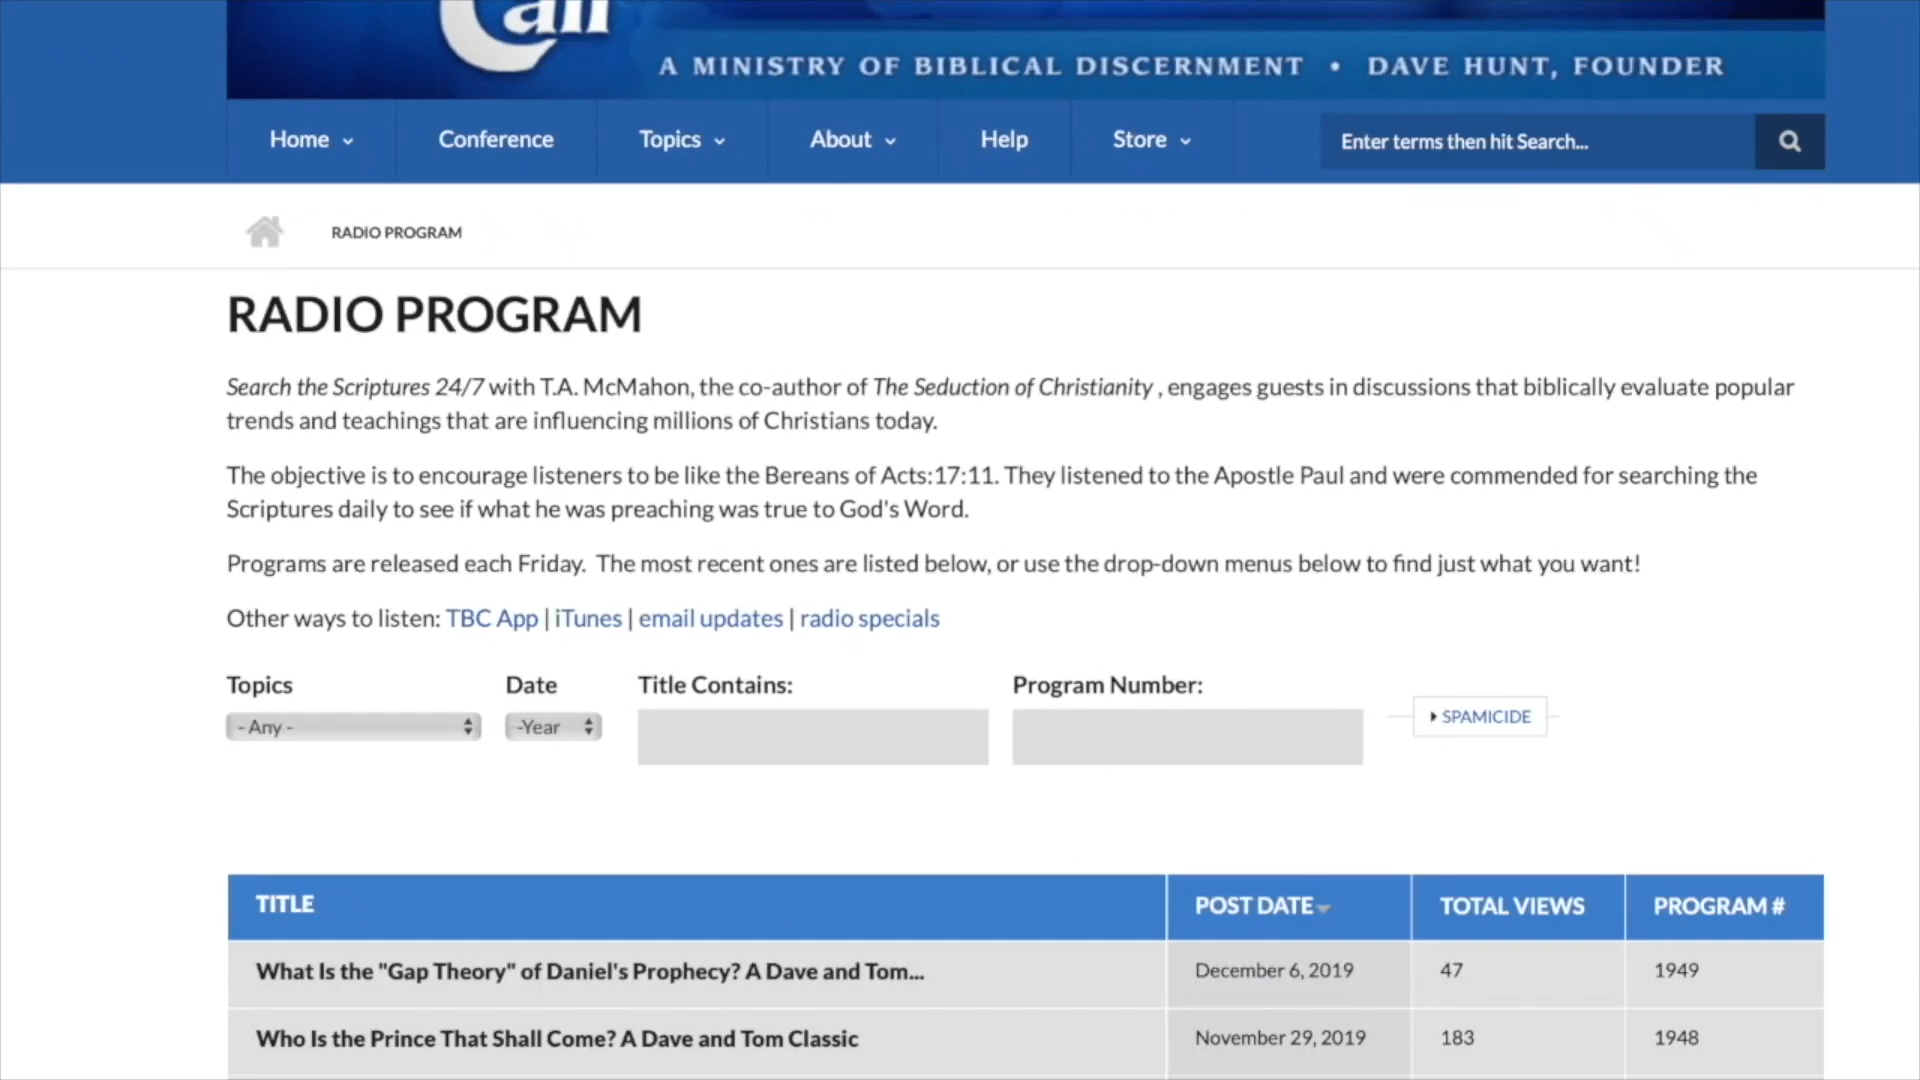 Call
A MINISTRY OF BIBLICAL DISCERNMENT • DAVE HUNT, FOUNDER
Home Conference Topics About Help Store Enter terms then hit Search...
RADIO PROGRAM
RADIO PROGRAM
Search the Scriptures 24/7 with T.A. McMahon, the co-author of The Seduction of Christianity , engages guests in discussions that biblically evaluate popular
trends and teachings that are influencing millions of Christians today.
The objective is to encourage listeners to be like the Bereans of Acts:17:11. They listened to the Apostle Paul and were commended for searching the
Scriptures daily to see if what he was preaching was true to God's Word.
Programs are released each Friday. The most recent ones are listed below, or use the drop-down menus below to find just what you want!
Other ways to listen: TBC App | iTunes | email updates | radio specials
Topics Date Title Contains: Program Number:
- Any - -Year SPAMICIDE
TITLE POST DATE TOTAL VIEWS PROGRAM #
What Is the "Gap Theory" of Daniel's Prophecy? A Dave and Tom... December 6, 2019 47 1949
Who Is the Prince That Shall Come? A Dave and Tom Classic November 29, 2019 183 1948